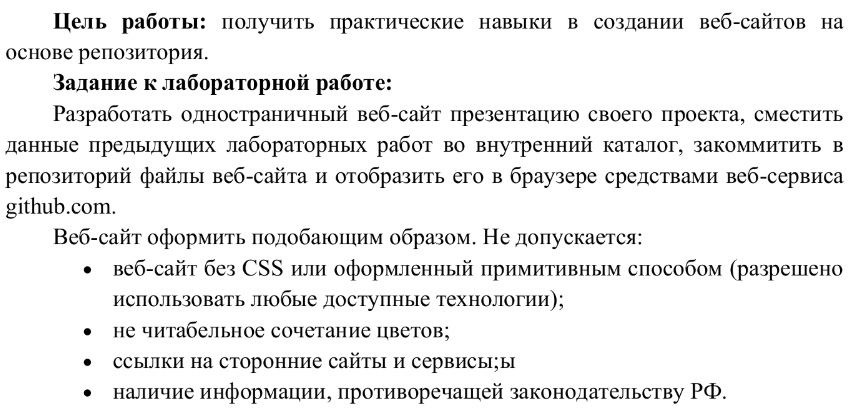 Цель работы: получить практические навыки в создании веб-сайтов на
основе репозитория.
Задание к лабораторной работе:
Разработать одностраничный веб-сайт презентацию своего проекта, сместить
данные предыдущих лабораторных работ во внутренний каталог, закоммитить в
репозиторий файлы веб-сайта и отобразить его в браузере средствами веб-сервиса
github.com.
Веб-сайт оформить подобающим образом. Не допускается:
• веб-сайт без CSS или оформленный примитивным способом (разрешено
использовать любые доступные технологии);
• не читабельное сочетание цветов;
• ссылки на сторонние сайты и сервисы;ы
• наличие информации, противоречащей законодательству РФ.